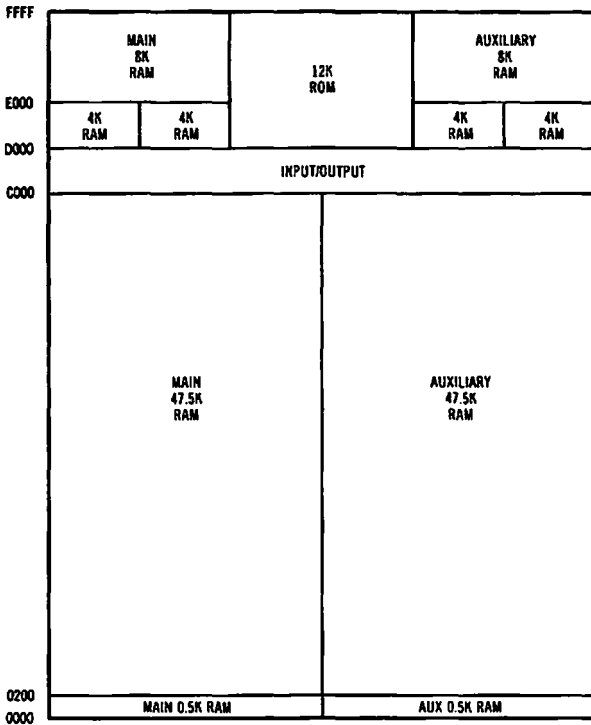 FFFF
MAIN
8K
RAM
12K
ROM
AUXILIARY
8K
RAM
E000
4K
RAM
4K
RAM
4K
RAM
4K
RAM
D000
INPUT/OUTPUT
C000
MAIN
47.5K
RAM
AUXILIARY
47.5K
RAM
0200
MAIN 0.5K RAM
AUX 0.5K RAM
0000